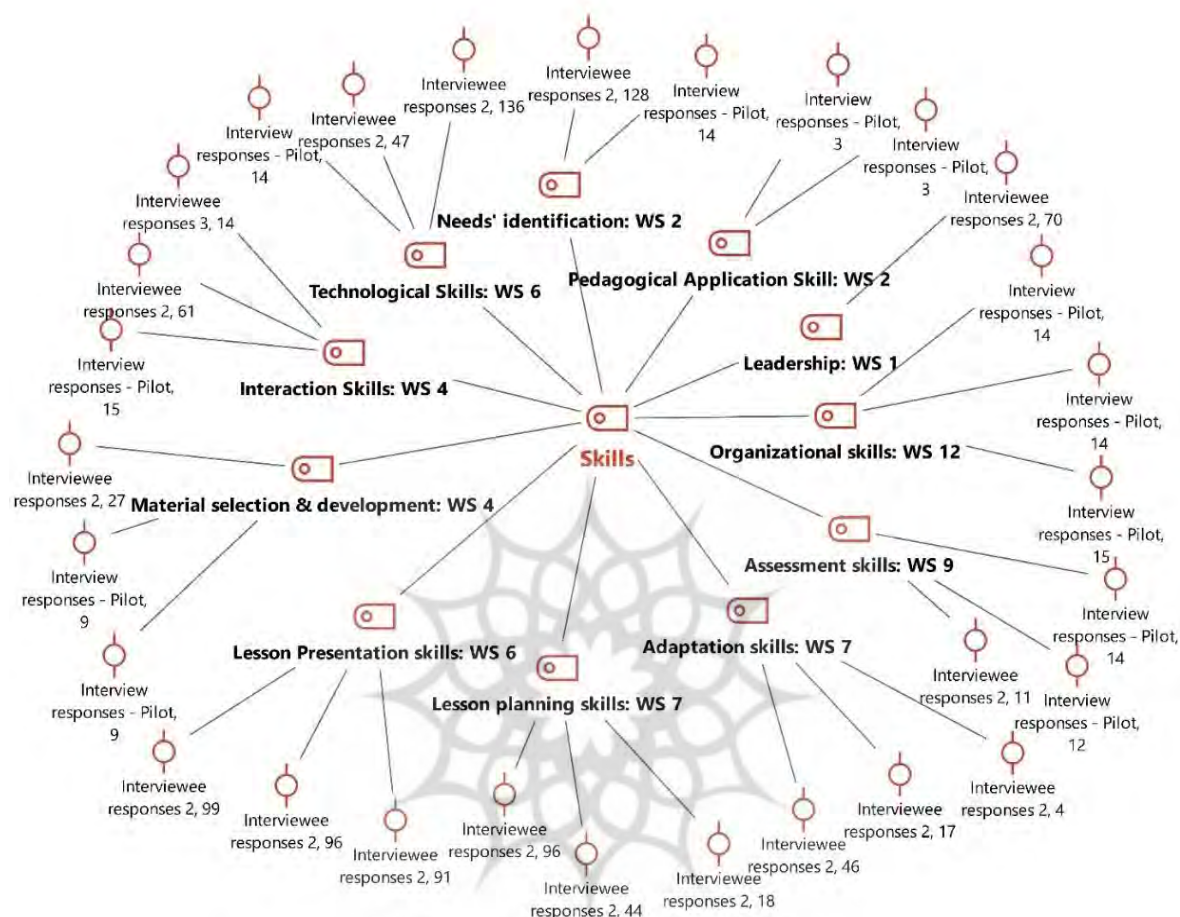 Interviewee
responses 2, 136
Interviewee
responses 2, 128
Interview
responses - Pilot,
14
Interview
responses - Pilot,
3
Interview
responses - Pilot,
3
Interviewee
responses 2, 47
Interview
responses - Pilot,
14
Interviewee
responses 3, 14
Interviewee
responses 2, 70
Needs' identification: WS 2
Technological Skills: WS 6
Pedagogical Application Skill: WS 2
Interviewee
responses 2, 61
Interview
responses - Pilot,
14
Interview
responses - Pilot,
15
Interaction Skills: WS 4
Leadership: WS 1
Interview
responses - Pilot,
14
Skills
Organizational skills: WS 12
Interviewee
responses 2, 27
Material selection & development: WS 4
Interview
responses - Pilot,
15
Interview
responses - Pilot,
9
Assessment skills: WS 9
Interview
responses - Pilot,
14
Lesson Presentation skills: WS 6
Adaptation skills: WS 7
Interviewee
responses 2, 11
Interview
responses - Pilot,
12
Interview
responses - Pilot,
9
Lesson planning skills: WS 7
Interviewee
responses 2, 99
Interviewee
responses 2, 96
Interviewee
responses 2, 91
Interviewee
responses 2, 96
Interviewee
responses 2, 44
Interviewee
responses 2, 18
Interviewee
responses 2, 46
Interviewee
responses 2, 17
Interviewee
responses 2, 4